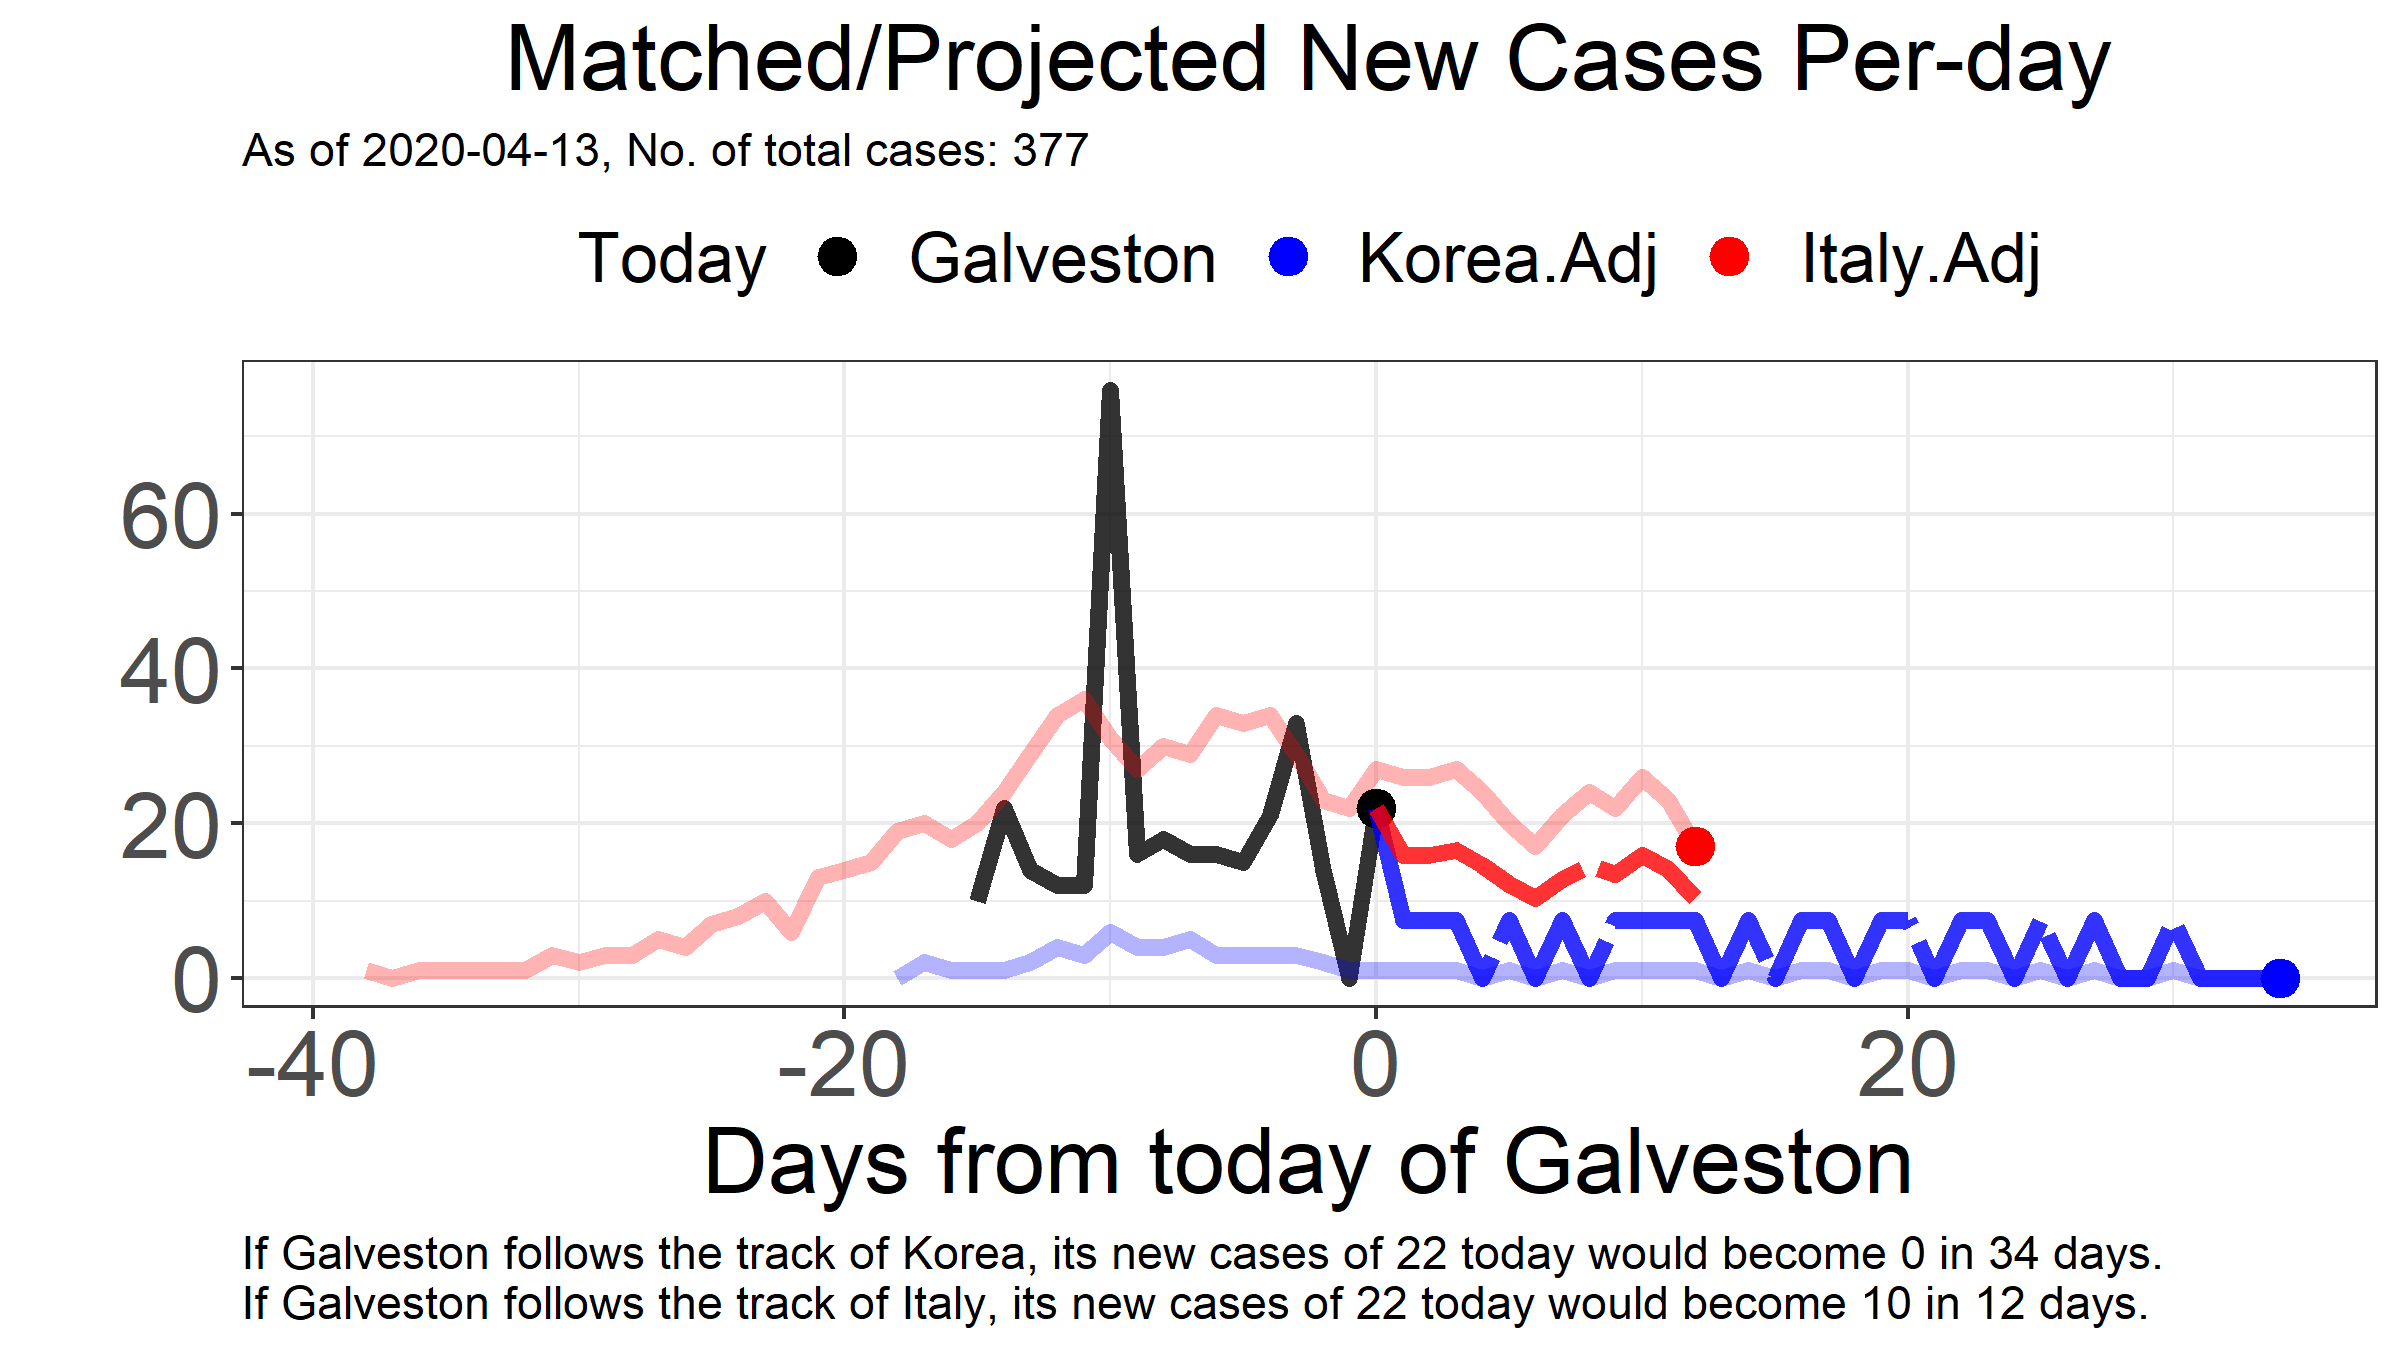 Matched/Projected New Cases Per-day
As of 2020-04-13, No. of total cases: 377
Today Galveston Korea.Adj Italy.Adj
60
40
20
0
-40 -20 0 20
Days from today of Galveston
If Galveston follows the track of Korea, its new cases of 22 today would become 0 in 34 days.
If Galveston follows the track of Italy, its new cases of 22 today would become 10 in 12 days.